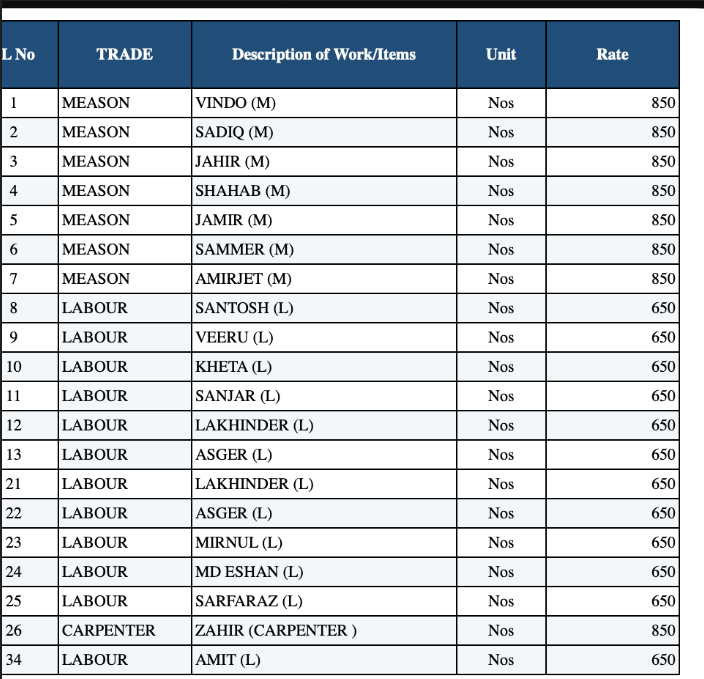 L No TRADE Description of Work/Items Unit Rate
1 MEASON VINDO (M) Nos 850
2 MEASON SADIQ (M) Nos 850
3 MEASON JAHIR (M) Nos 850
4 MEASON SHAHAB (M) Nos 850
5 MEASON JAMIR (M) Nos 850
6 MEASON SAMMER (M) Nos 850
7 MEASON AMIRJET (M) Nos 850
8 LABOUR SANTOSH (L) Nos 650
9 LABOUR VEERU (L) Nos 650
10 LABOUR KHETA (L) Nos 650
11 LABOUR SANJAR (L) Nos 650
12 LABOUR LAKHINDER (L) Nos 650
13 LABOUR ASGER (L) Nos 650
21 LABOUR LAKHINDER (L) Nos 650
22 LABOUR ASGER (L) Nos 650
23 LABOUR MIRNUL (L) Nos 650
24 LABOUR MD ESHAN (L) Nos 650
25 LABOUR SARFARAZ (L) Nos 650
26 CARPENTER ZAHIR (CARPENTER ) Nos 850
34 LABOUR AMIT (L) Nos 650